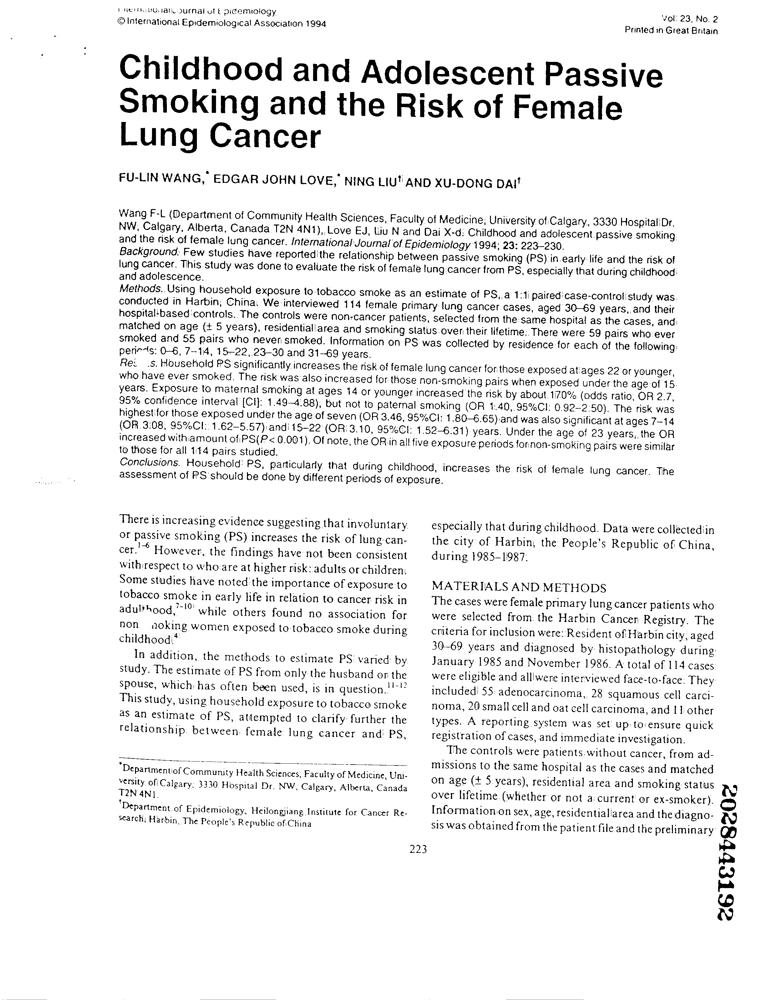 Journal of Epidemiology
© International Epidemiological Association 1994
Vol. 23, No. 2
Printed in Great Britain
Childhood and Adolescent Passive
Smoking and the Risk of Female
Lung Cancer
FU-LIN WANG,* EDGAR JOHN LOVE,* NING LIU† AND XU-DONG DAI†
Wang F-L (Department of Community Health Sciences, Faculty of Medicine, University of Calgary, 3330 Hospital Dr.
NW, Calgary, Alberta, Canada T2N 4N1), Love EJ, Liu N and Dai X-d. Childhood and adolescent passive smoking
and the risk of female lung cancer. International Journal of Epidemiology 1994; 23: 223–230.
Background. Few studies have reported the relationship between passive smoking (PS) in early life and the risk of
lung cancer. This study was done to evaluate the risk of female lung cancer from PS, especially that during childhood
and adolescence.
Methods. Using household exposure to tobacco smoke as an estimate of PS, a 1:1 paired case-control study was
conducted in Harbin, China. We interviewed 114 female primary lung cancer cases, aged 30–69 years, and their
hospital-based controls. The controls were non-cancer patients, selected from the same hospital as the cases, and
matched on age (± 5 years), residential area and smoking status over their lifetime. There were 59 pairs who ever
smoked and 55 pairs who never smoked. Information on PS was collected by residence for each of the following
peri s: 0–6, 7–14, 15–22, 23–30 and 31–69 years.
Re s. Household PS significantly increases the risk of female lung cancer for those exposed at ages 22 or younger,
who have ever smoked. The risk was also increased for those non-smoking pairs when exposed under the age of 15
years. Exposure to maternal smoking at ages 14 or younger increased the risk by about 170% (odds ratio, OR 2.7,
95% confidence interval [CI]: 1.49–4.88), but not to paternal smoking (OR 1.40, 95%CI: 0.92–2.50). The risk was
highest for those exposed under the age of seven (OR 3.46, 95%CI: 1.80–6.65) and was also significant at ages 7–14
(OR 3.08, 95%CI: 1.62–5.57) and 15–22 (OR 3.10, 95%CI: 1.52–6.31) years. Under the age of 23 years, the OR
increased with amount of PS (P< 0.001). Of note, the OR in all five exposure periods for non-smoking pairs were similar
to those for all 114 pairs studied.
Conclusions. Household PS, particularly that during childhood, increases the risk of female lung cancer. The
assessment of PS should be done by different periods of exposure.
There is increasing evidence suggesting that involuntary
or passive smoking (PS) increases the risk of lung can-
cer.1–6 However, the findings have not been consistent
with respect to who are at higher risk: adults or children.
Some studies have noted the importance of exposure to
tobacco smoke in early life in relation to cancer risk in
adulthood,7–10 while others found no association for
non oking women exposed to tobacco smoke during
childhood.4
In addition, the methods to estimate PS varied by
study. The estimate of PS from only the husband or the
spouse, which has often been used, is in question.11–12
This study, using household exposure to tobacco smoke
as an estimate of PS, attempted to clarify further the
relationship between female lung cancer and PS,
*Department of Community Health Sciences, Faculty of Medicine, Uni-
versity of Calgary, 3330 Hospital Dr. NW, Calgary, Alberta, Canada
T2N 4N1.
†Department of Epidemiology, Heilongjiang Institute for Cancer Re-
search, Harbin, The People's Republic of China
especially that during childhood. Data were collected in
the city of Harbin, the People's Republic of China,
during 1985–1987.
MATERIALS AND METHODS
The cases were female primary lung cancer patients who
were selected from the Harbin Cancer Registry. The
criteria for inclusion were: Resident of Harbin city, aged
30–69 years and diagnosed by histopathology during
January 1985 and November 1986. A total of 114 cases
were eligible and all were interviewed face-to-face. They
included 55 adenocarcinoma, 28 squamous cell carci-
noma, 20 small cell and oat cell carcinoma, and 11 other
types. A reporting system was set up to ensure quick
registration of cases, and immediate investigation.
The controls were patients without cancer, from ad-
missions to the same hospital as the cases and matched
on age (± 5 years), residential area and smoking status
over lifetime (whether or not a current or ex-smoker).
Information on sex, age, residential area and the diagno-
sis was obtained from the patient file and the preliminary
223
2028443192